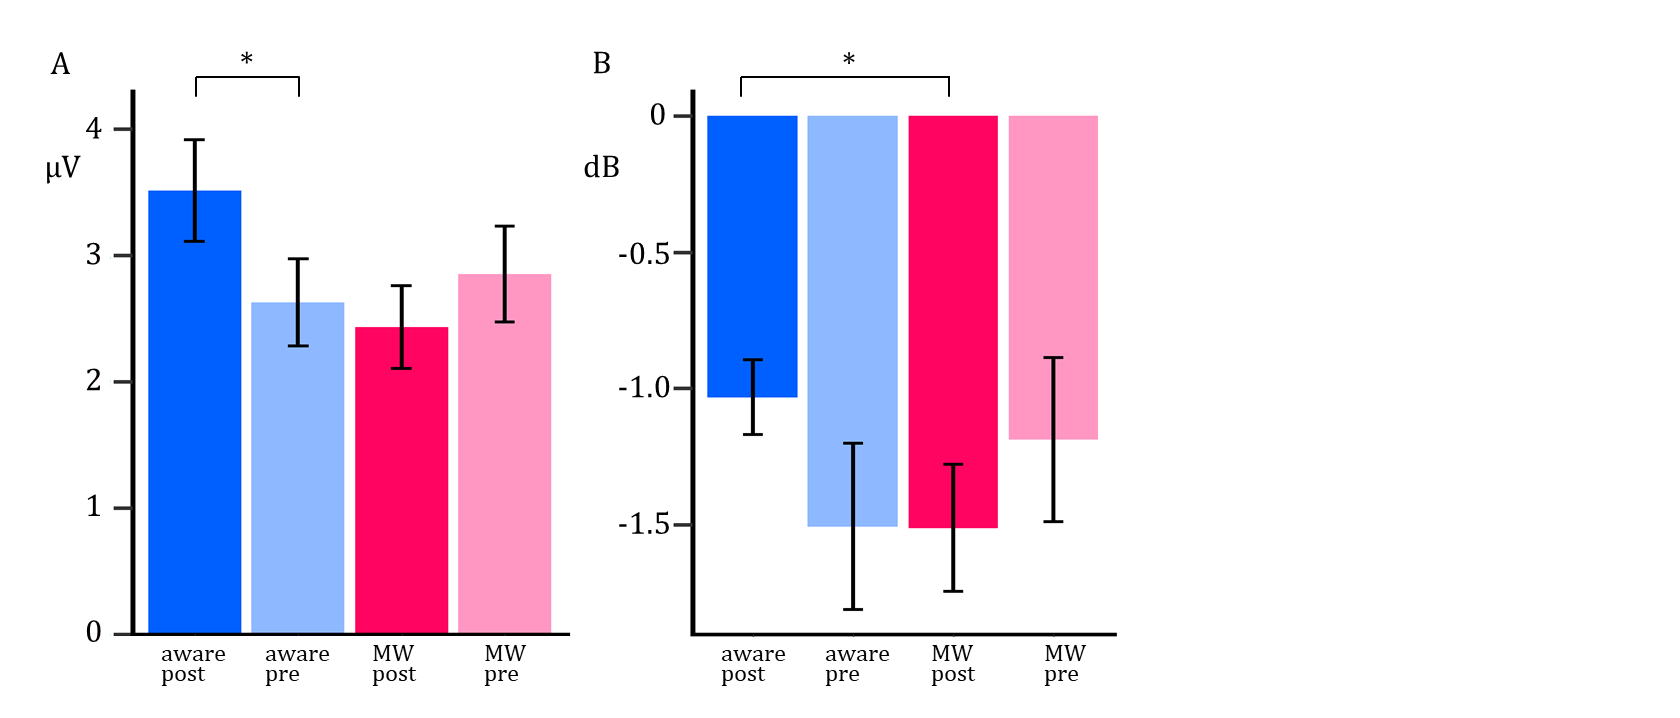 A
*
4
µV
3
2
1
0
aware post
aware pre
MW post
MW pre
B
*
0
dB
-0.5
-1.0
-1.5
aware post
aware pre
MW post
MW pre